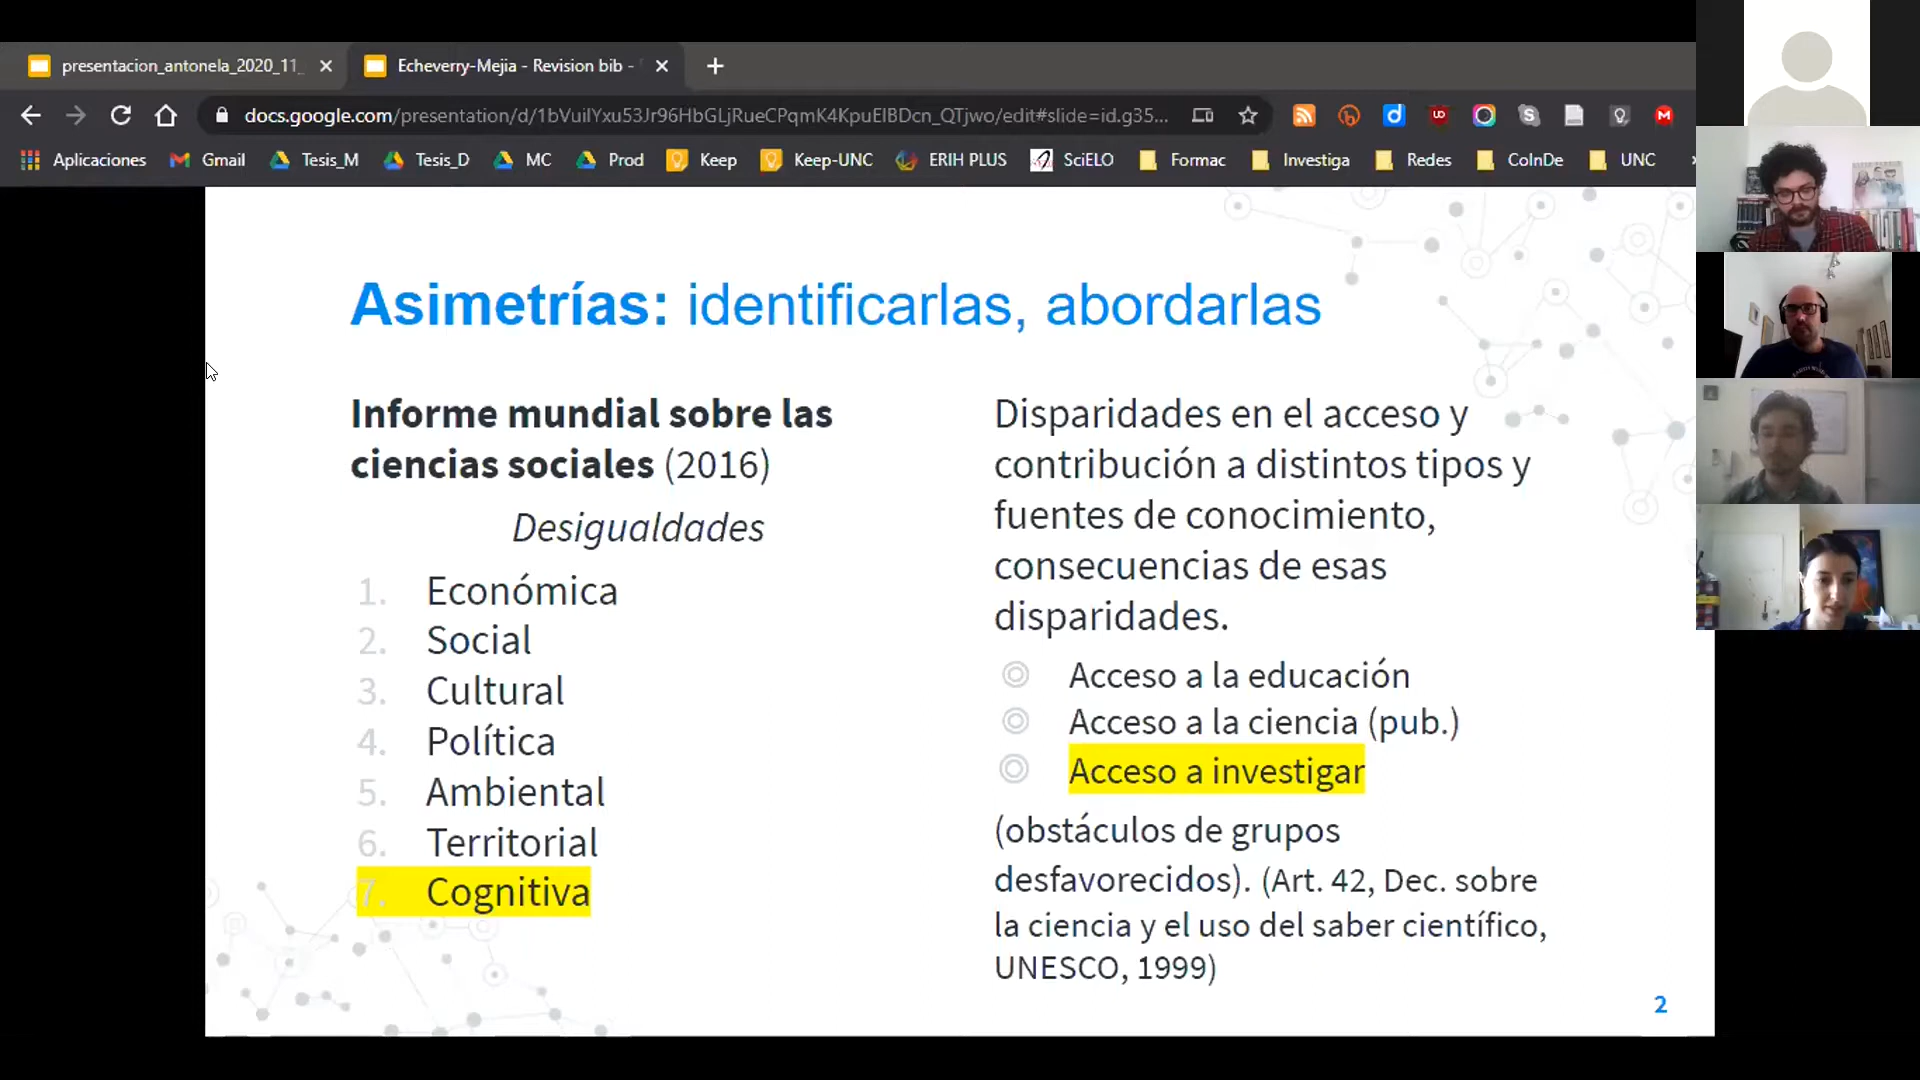 presentacion_antonela_2020_11_
Echeverry-Mejia - Revision bib -
docs.google.com/presentation/d/1bVuilYxu53Jr96HbGLjRueCPqmK4KpuElBDcn_QTjwo/edit#slide=id.g35...
Aplicaciones Gmail Tesis_M Tesis_D MC Prod Keep Keep-UNC ERIH PLUS SciELO Formac Investiga Redes CoInDe UNC
Asimetrías: identificarlas, abordarlas
Informe mundial sobre las
ciencias sociales (2016)
Desigualdades
1. Económica
2. Social
3. Cultural
4. Política
5. Ambiental
6. Territorial
7. Cognitiva
Disparidades en el acceso y
contribución a distintos tipos y
fuentes de conocimiento,
consecuencias de esas
disparidades.
Acceso a la educación
Acceso a la ciencia (pub.)
Acceso a investigar
(obstáculos de grupos
desfavorecidos). (Art. 42, Dec. sobre
la ciencia y el uso del saber científico,
UNESCO, 1999)
2